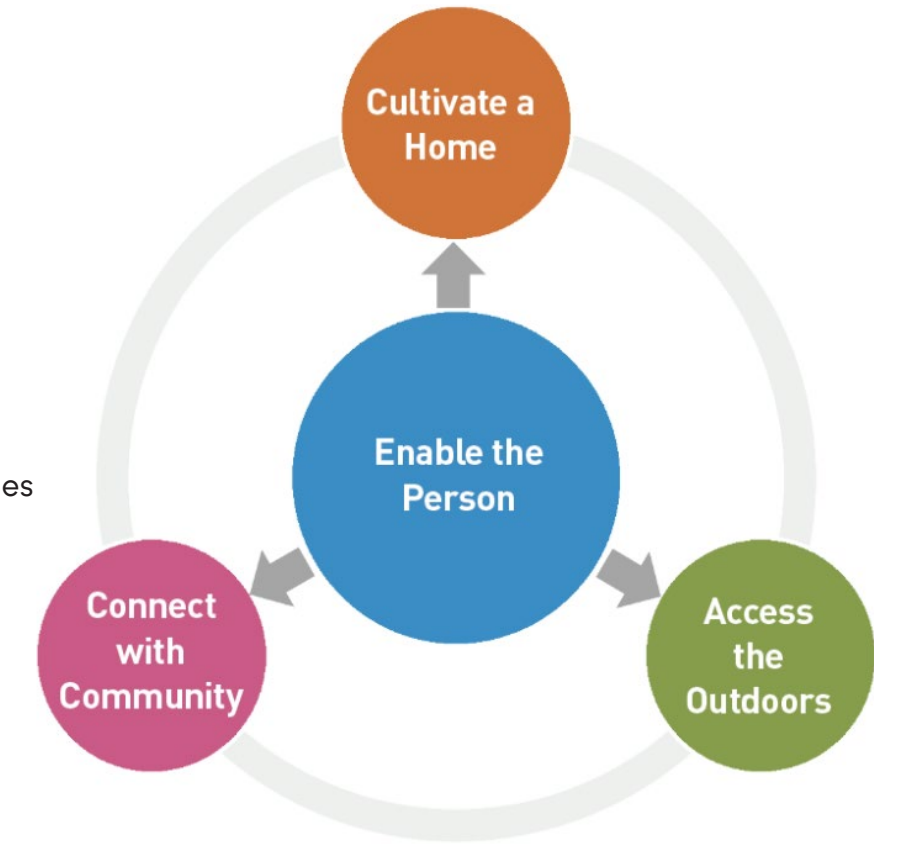 Cultivate a
Home
Enable the
Person
es
Connect
with
Community
Access
the
Outdoors